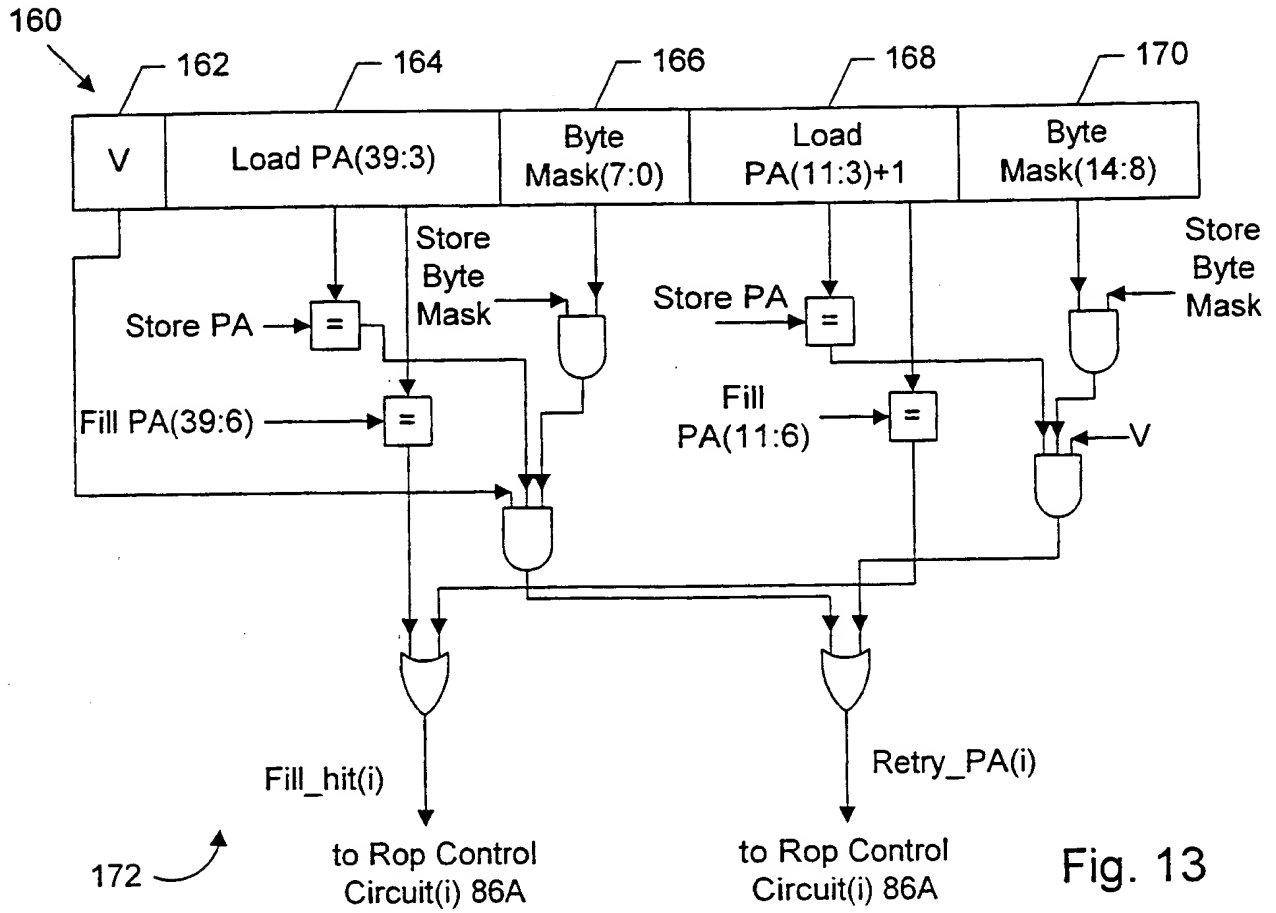 160
162
164
166
168
170
V
Load PA(39:3)
Byte
Mask(7:0)
Load
PA(11:3)+1
Byte
Mask(14:8)
Store
Byte
Mask
Store
Byte
Mask
Store PA
=
Store PA
=
Fill PA(39:6)
=
Fill
PA(11:6)
=
V
Fill_hit(i)
Retry_PA(i)
172
to Rop Control
Circuit(i) 86A
to Rop Control
Circuit(i) 86A
Fig. 13